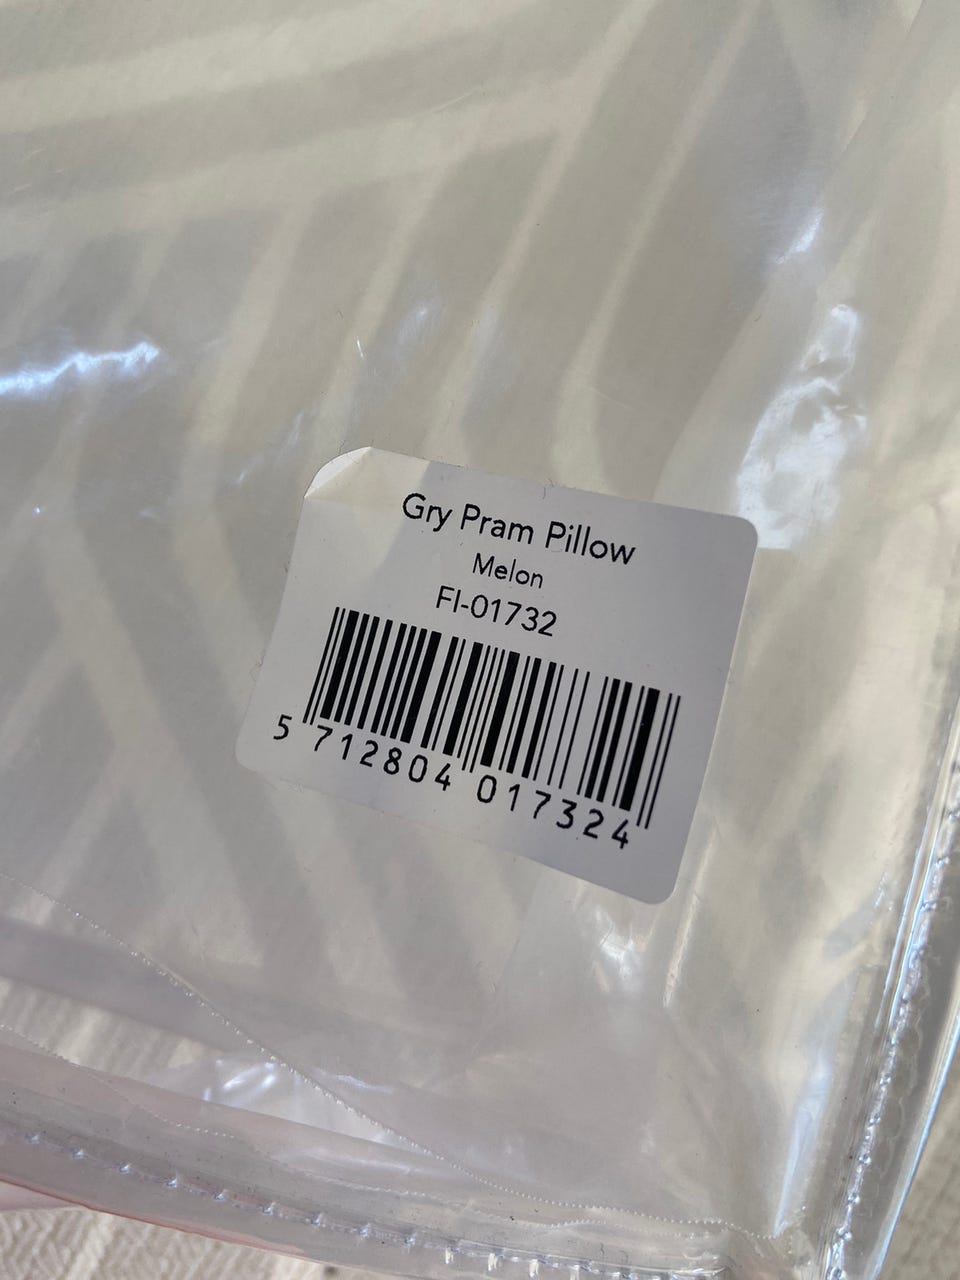 Gry Pram Pillow
Melon
FI-01732
5 712804 017324